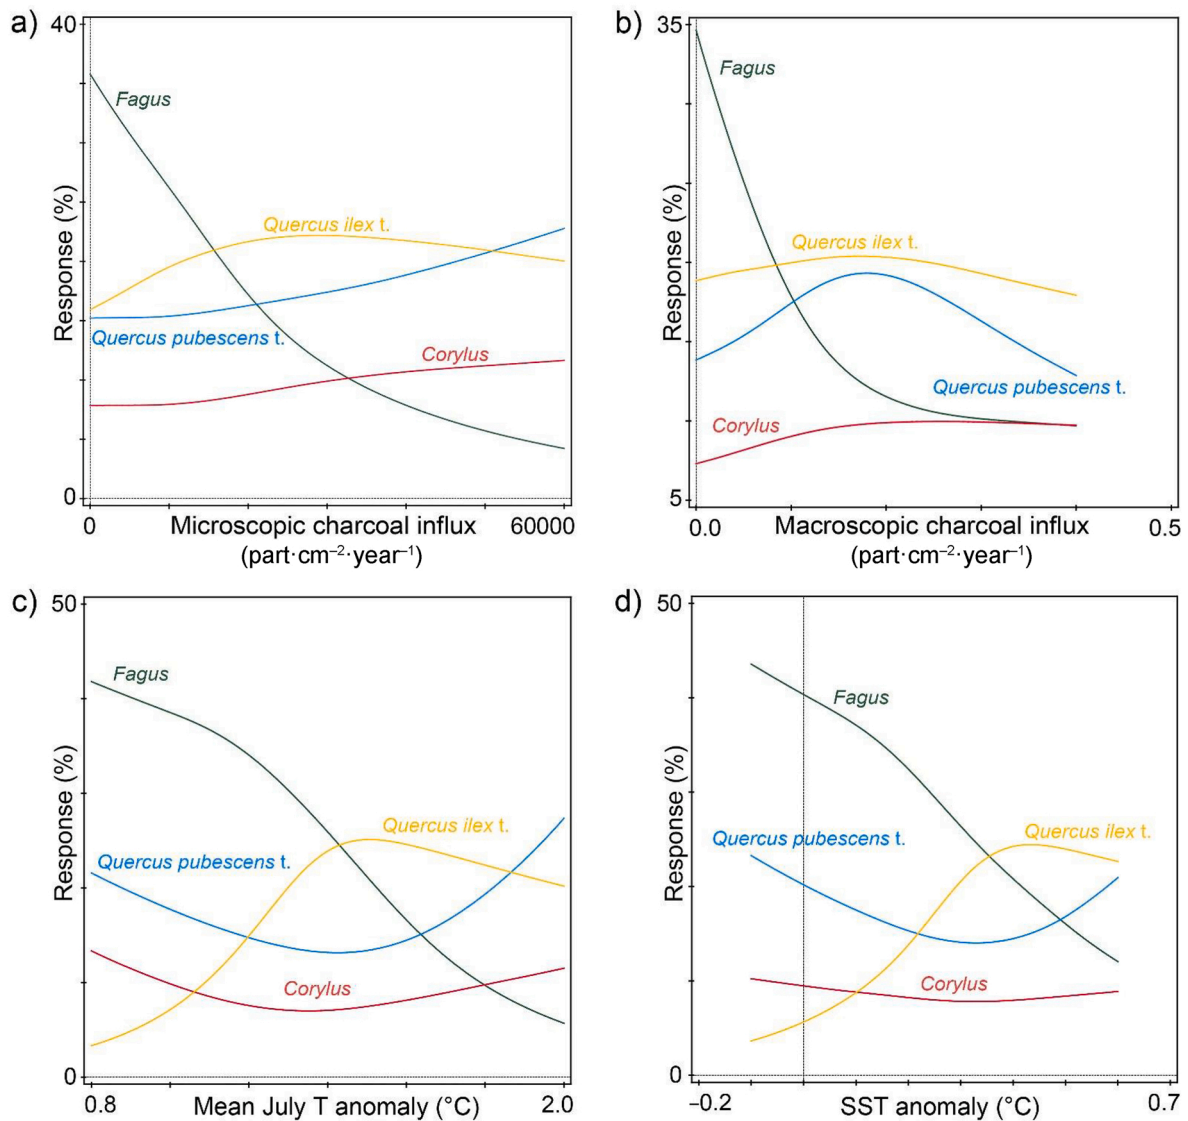 a)
40
Response (%)
0
Fagus
Quercus ilex t.
Quercus pubescens t.
Corylus
0
60000
Microscopic charcoal influx
(part·cm⁻²·year⁻¹)
b)
35
Response (%)
5
Fagus
Quercus ilex t.
Quercus pubescens t.
Corylus
0.0
0.5
Macroscopic charcoal influx
(part·cm⁻²·year⁻¹)
c)
50
Response (%)
0
Fagus
Quercus ilex t.
Quercus pubescens t.
Corylus
0.8
2.0
Mean July T anomaly (°C)
d)
50
Response (%)
0
Fagus
Quercus pubescens t.
Quercus ilex t.
Corylus
−0.2
0.7
SST anomaly (°C)